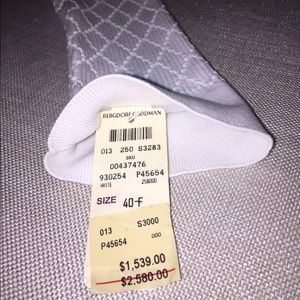 BERGDORF GOODMAN
013 250 S3283
SKU
00437476
930254 P45654
WHITE 258000
SIZE 40-F
013 S3000
P45654 000
$1,539.00
$2,580.00